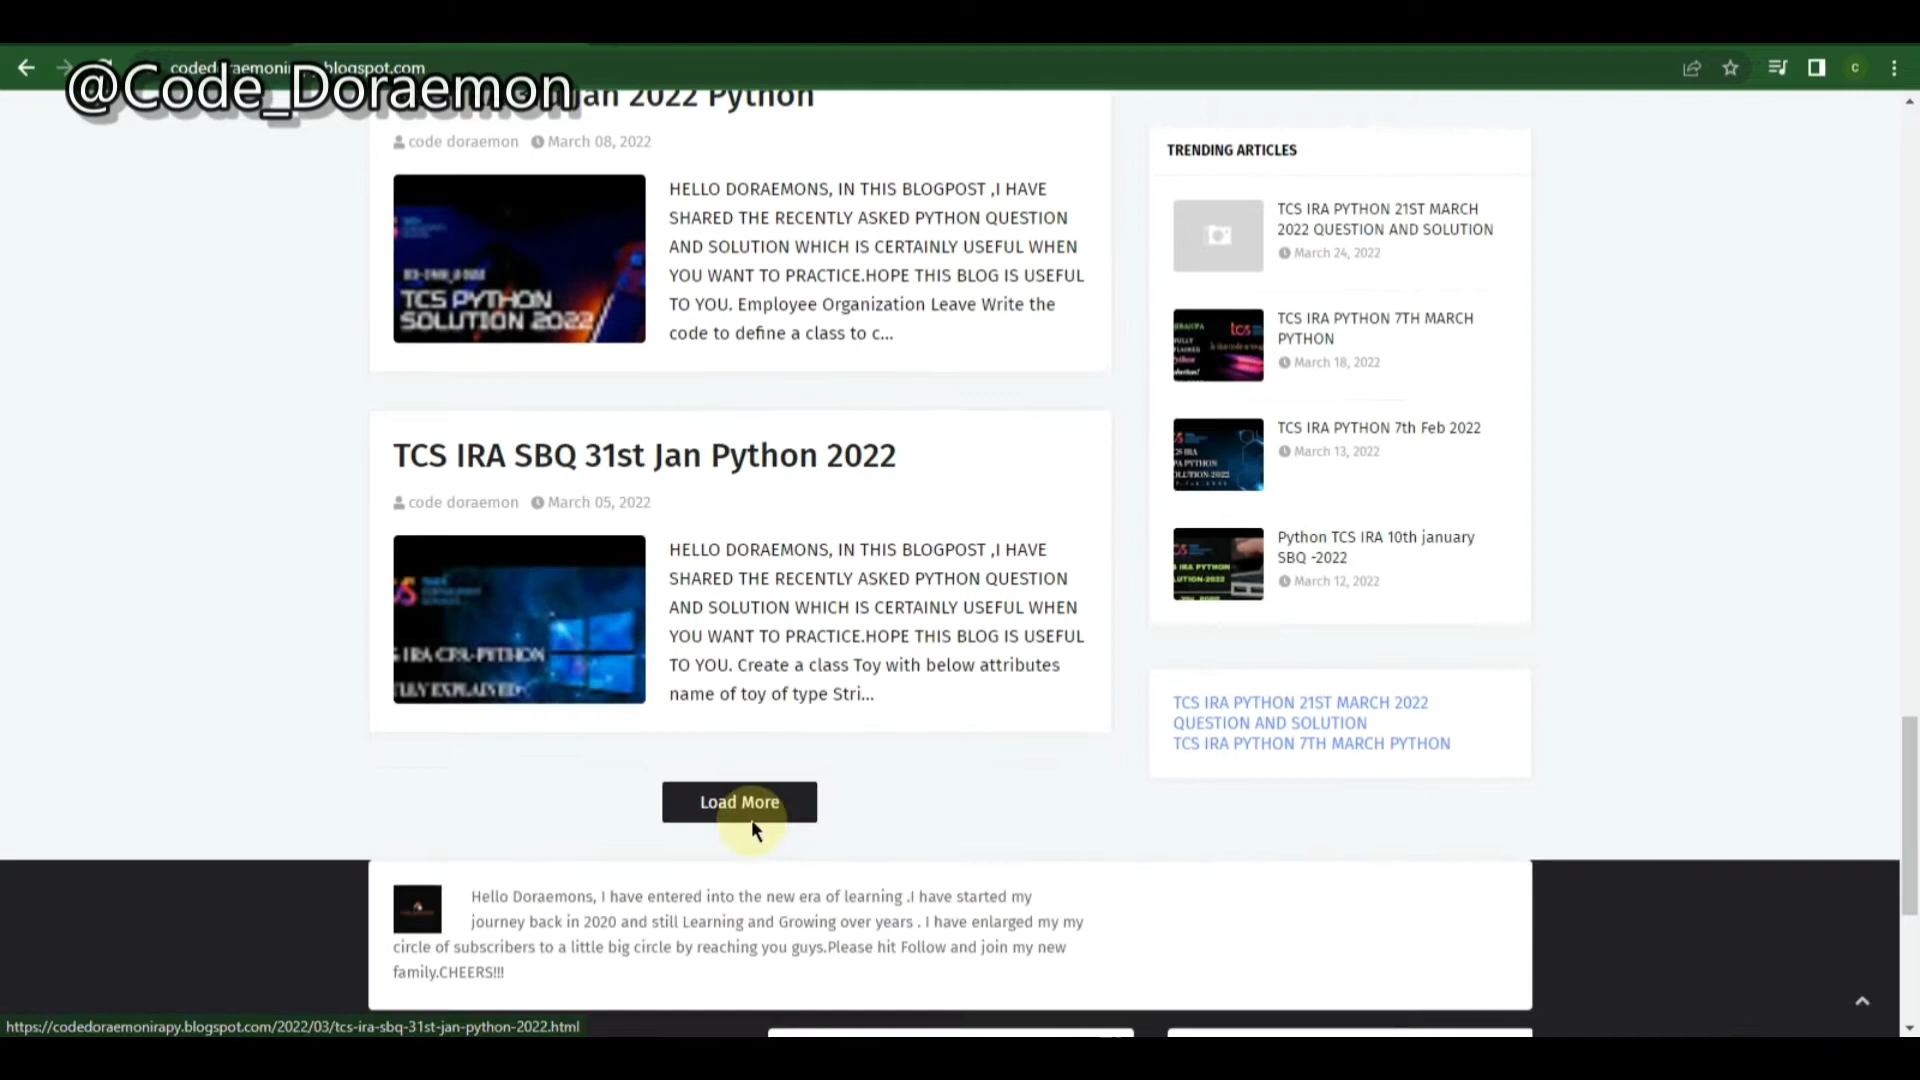 @Code_Doraemon
blogspot.com
Jan 2022 Python
code doraemon March 08, 2022
HELLO DORAEMONS, IN THIS BLOGPOST ,I HAVE
SHARED THE RECENTLY ASKED PYTHON QUESTION
AND SOLUTION WHICH IS CERTAINLY USEFUL WHEN
YOU WANT TO PRACTICE.HOPE THIS BLOG IS USEFUL
TO YOU. Employee Organization Leave Write the
code to define a class to c...
TCS PYTHON
SOLUTION 2022
TCS IRA SBQ 31st Jan Python 2022
code doraemon March 05, 2022
HELLO DORAEMONS, IN THIS BLOGPOST ,I HAVE
SHARED THE RECENTLY ASKED PYTHON QUESTION
AND SOLUTION WHICH IS CERTAINLY USEFUL WHEN
YOU WANT TO PRACTICE.HOPE THIS BLOG IS USEFUL
TO YOU. Create a class Toy with below attributes
name of toy of type Stri...
Load More
TRENDING ARTICLES
TCS IRA PYTHON 21ST MARCH
2022 QUESTION AND SOLUTION
March 24, 2022
tcs
TCS IRA PYTHON 7TH MARCH
PYTHON
March 18, 2022
TCS IRA PYTHON 7th Feb 2022
March 13, 2022
Python TCS IRA 10th january
SBQ -2022
March 12, 2022
TCS IRA PYTHON 21ST MARCH 2022
QUESTION AND SOLUTION
TCS IRA PYTHON 7TH MARCH PYTHON
Hello Doraemons, I have entered into the new era of learning .I have started my
journey back in 2020 and still Learning and Growing over years . I have enlarged my my
circle of subscribers to a little big circle by reaching you guys.Please hit Follow and join my new
family.CHEERS!!!
https://codedoraemonirapy.blogspot.com/2022/03/tcs-ira-sbq-31st-jan-python-2022.html